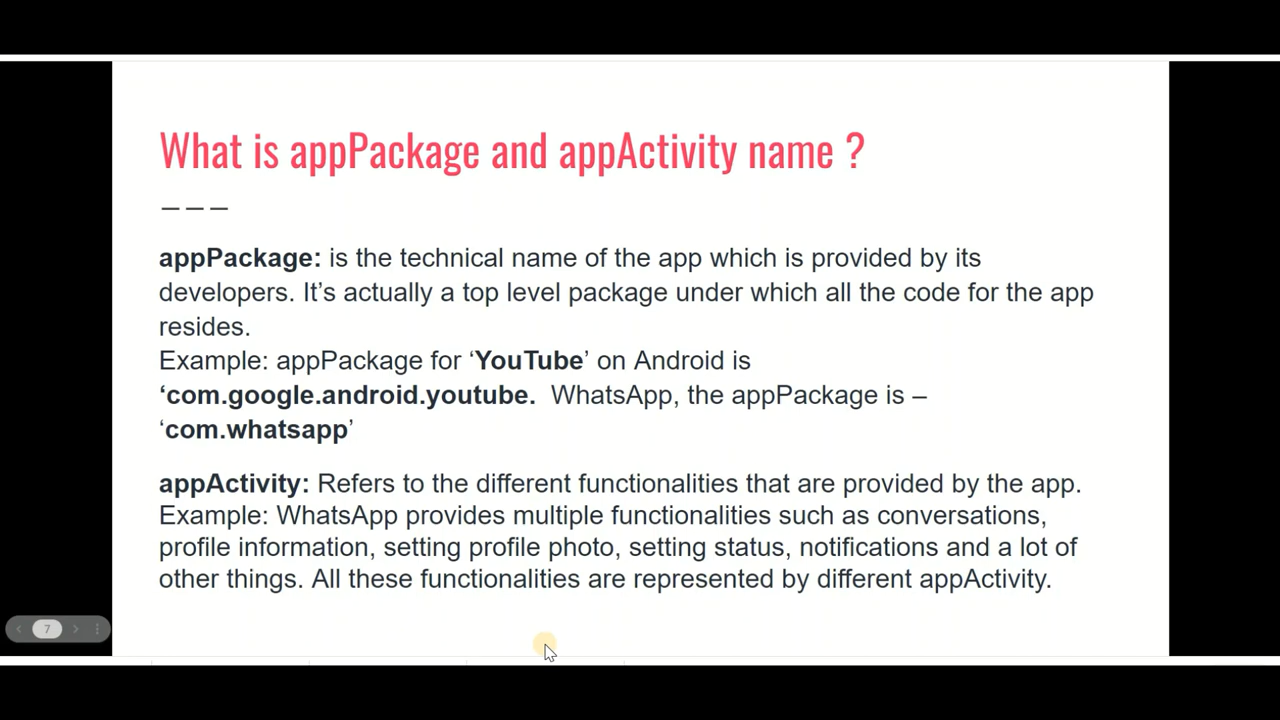 What is appPackage and appActivity name ?
– – –
appPackage: is the technical name of the app which is provided by its
developers. It’s actually a top level package under which all the code for the app
resides.
Example: appPackage for ‘YouTube’ on Android is
‘com.google.android.youtube. WhatsApp, the appPackage is –
‘com.whatsapp’
appActivity: Refers to the different functionalities that are provided by the app.
Example: WhatsApp provides multiple functionalities such as conversations,
profile information, setting profile photo, setting status, notifications and a lot of
other things. All these functionalities are represented by different appActivity.
7